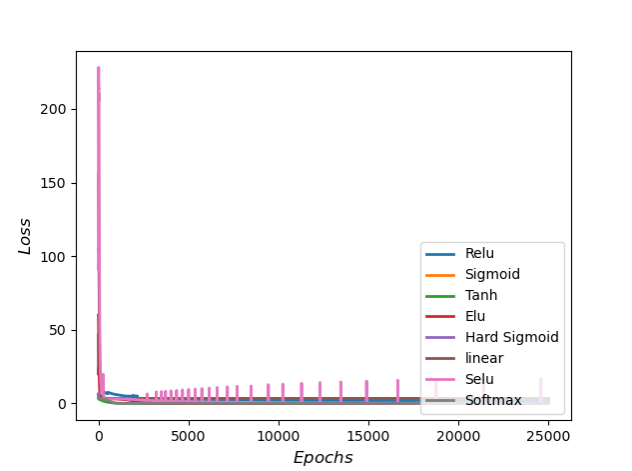 200
150
100
50
0
Loss
Relu
Sigmoid
Tanh
Elu
Hard Sigmoid
linear
Selu
Softmax
0 5000 10000 15000 20000 25000
Epochs